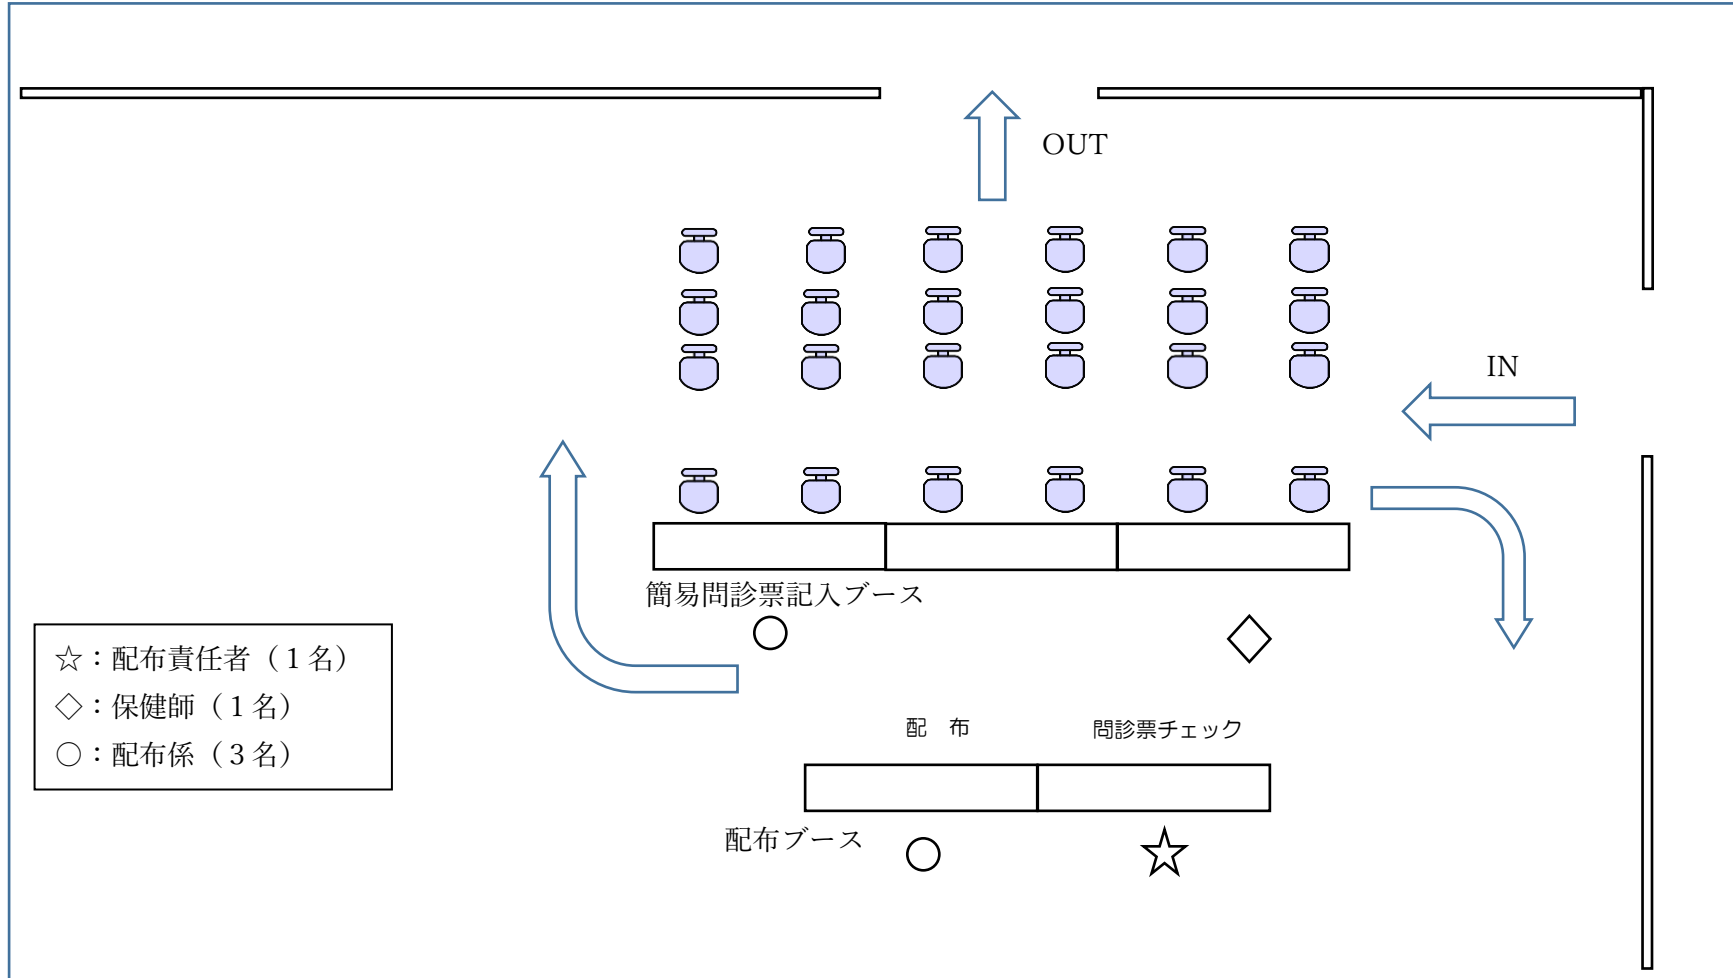 OUT
IN
簡易問診票記入ブース
☆：配布責任者（１名）
◇：保健師（１名）
○：配布係（３名）
配　布
問診票チェック
配布ブース